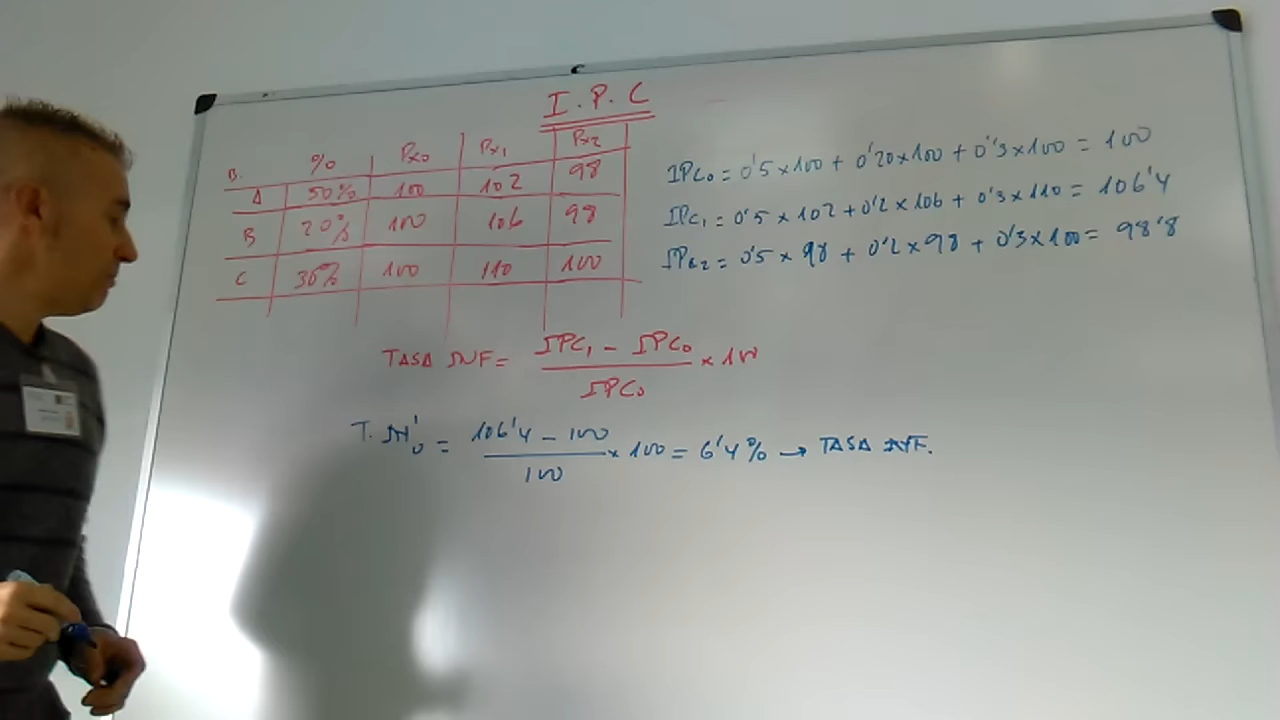 I.P.C
B. % Px0 Px1 Px2
A 50% 100 102 98
B 20% 100 106 98
C 30% 100 110 100
IPC0 = 0'5 x 100 + 0'20 x 100 + 0'3 x 100 = 100
IPC1 = 0'5 x 102 + 0'2 x 106 + 0'3 x 110 = 106'4
IPC2 = 0'5 x 98 + 0'2 x 98 + 0'3 x 100 = 98'8
TASA INF = IPC1 - IPC0 / IPC0 x 100
= 106'4 - 100 / 100 x 100 = 6'4% → TASA INF.